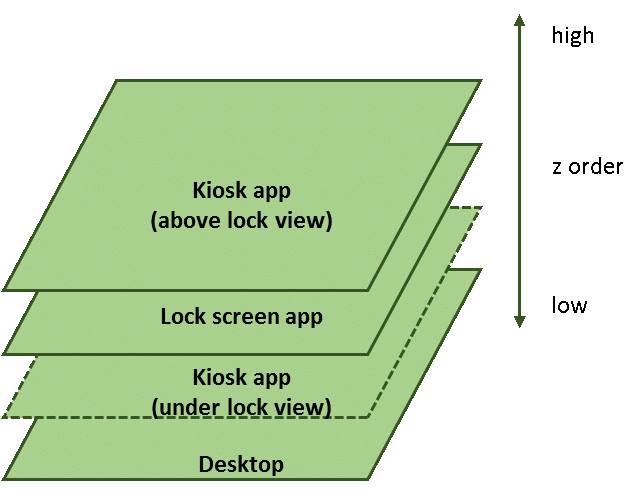 high
Kiosk app
(above lock view)
z order
Lock screen app
low
Kiosk app
(under lock view)
Desktop